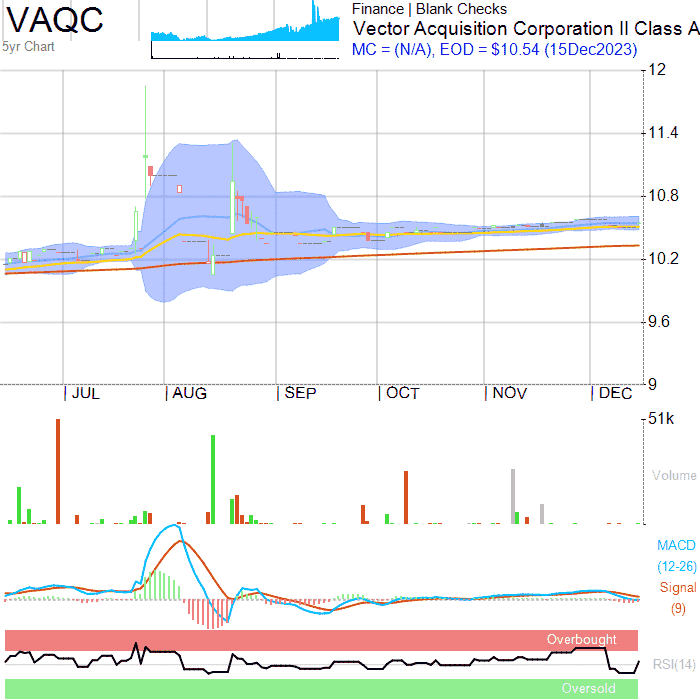 VAQC
5yr Chart
Finance | Blank Checks
Vector Acquisition Corporation II Class A
MC = (N/A), EOD = $10.54 (15Dec2023)
12
11.4
10.8
10.2
9.6
9
JUL AUG SEP OCT NOV DEC
51k
Volume
MACD
(12-26)
Signal
(9)
Overbought
RSI(14)
Oversold